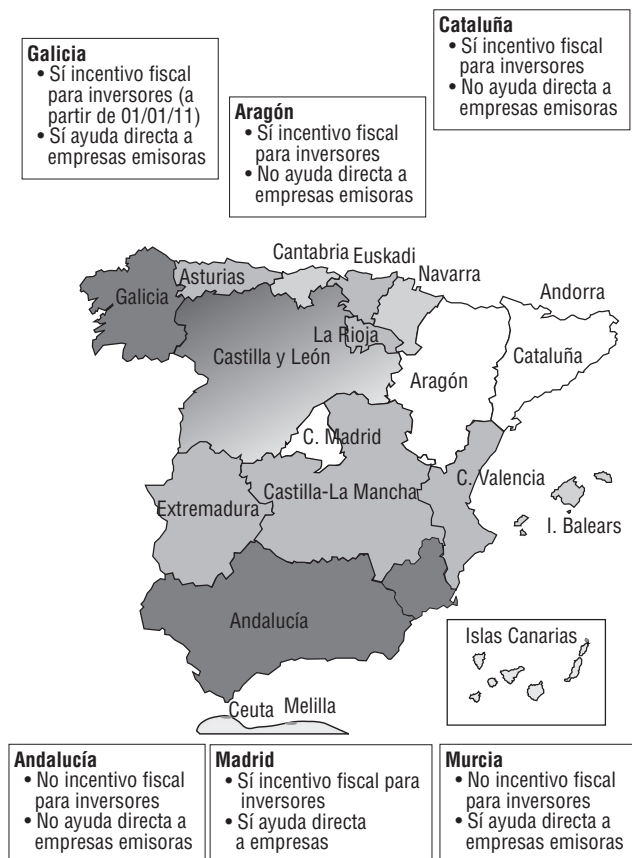 Cataluña
• Sí incentivo fiscal
para inversores
• No ayuda directa a
empresas emisoras
Galicia
• Sí incentivo fiscal
para inversores (a
partir de 01/01/11)
• Sí ayuda directa a
empresas emisoras
Aragón
• Sí incentivo fiscal
para inversores
• No ayuda directa a
empresas emisoras
Cantabria
Euskadi
Navarra
Asturias
Andorra
Galicia
La Rioja
Castilla y León
Cataluña
Aragón
C. Madrid
C. Valencia
Castilla-La Mancha
Extremadura
I. Balears
Andalucía
Islas Canarias
Ceuta
Melilla
Andalucía
• No incentivo fiscal
para inversores
• No ayuda directa a
empresas emisoras
Madrid
• Sí incentivo fiscal para
inversores
• Sí ayuda directa
a empresas
Murcia
• No incentivo fiscal
para inversores
• Sí ayuda directa a
empresas emisoras